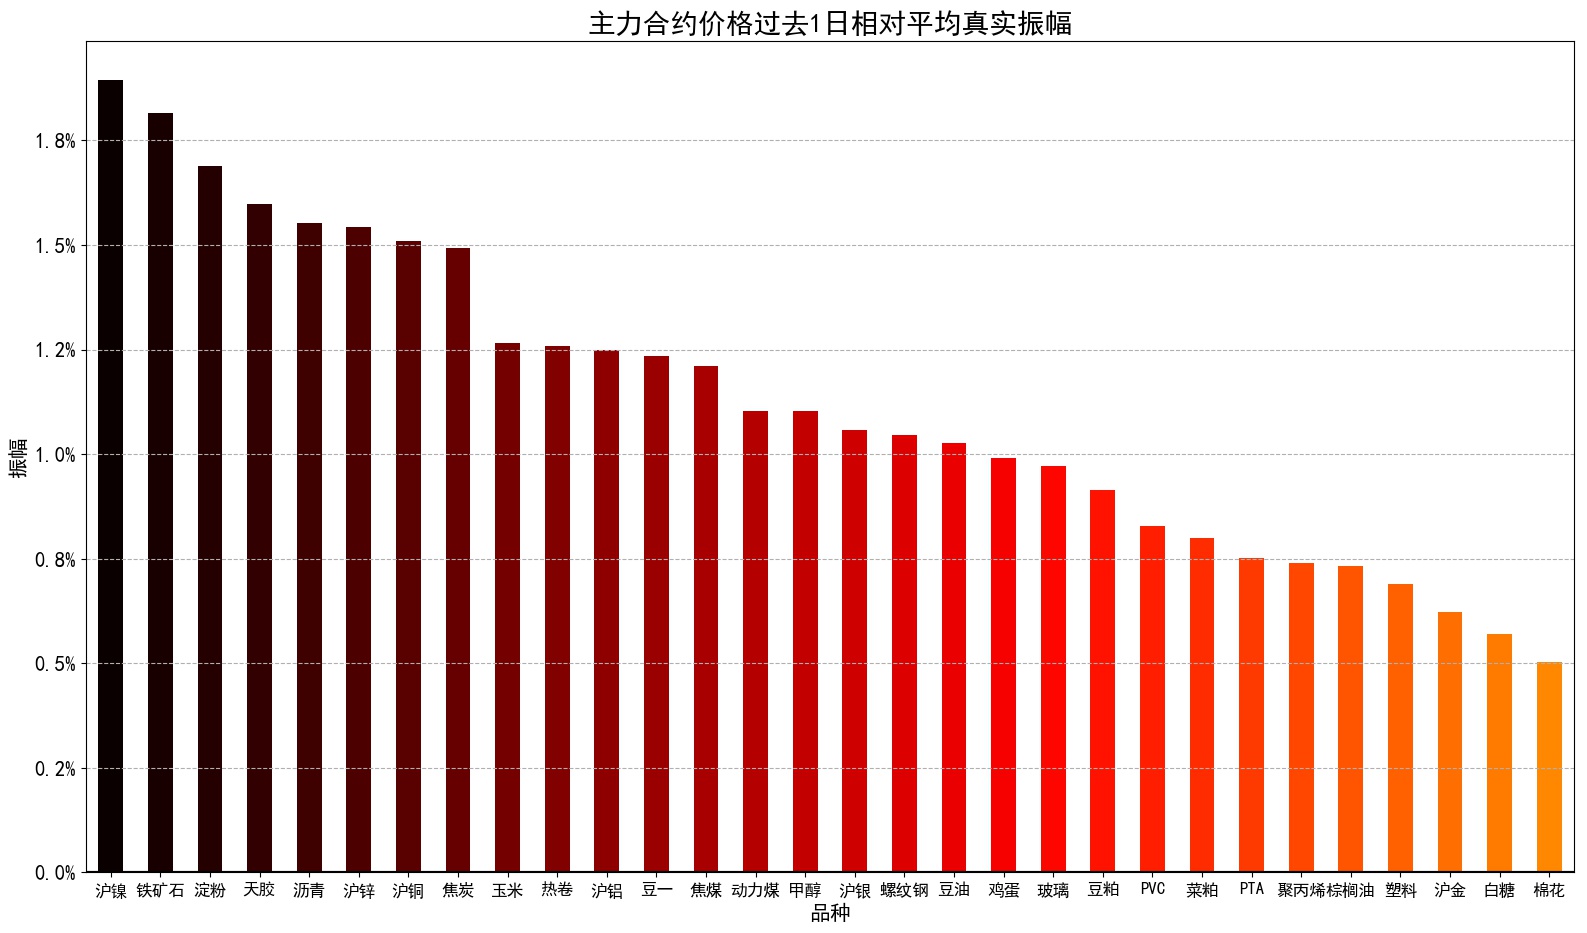 主力合约价格过去1日相对平均真实振幅
振幅
1.8%
1.5%
1.2%
1.0%
0.8%
0.5%
0.2%
0.0%
沪镍 铁矿石 淀粉 天胶 沥青 沪锌 沪铜 焦炭 玉米 热卷 沪铝 豆一 焦煤 动力煤 甲醇 沪银 螺纹钢 豆油 鸡蛋 玻璃 豆粕 PVC 菜粕 PTA 聚丙烯 棕榈油 塑料 沪金 白糖 棉花
品种